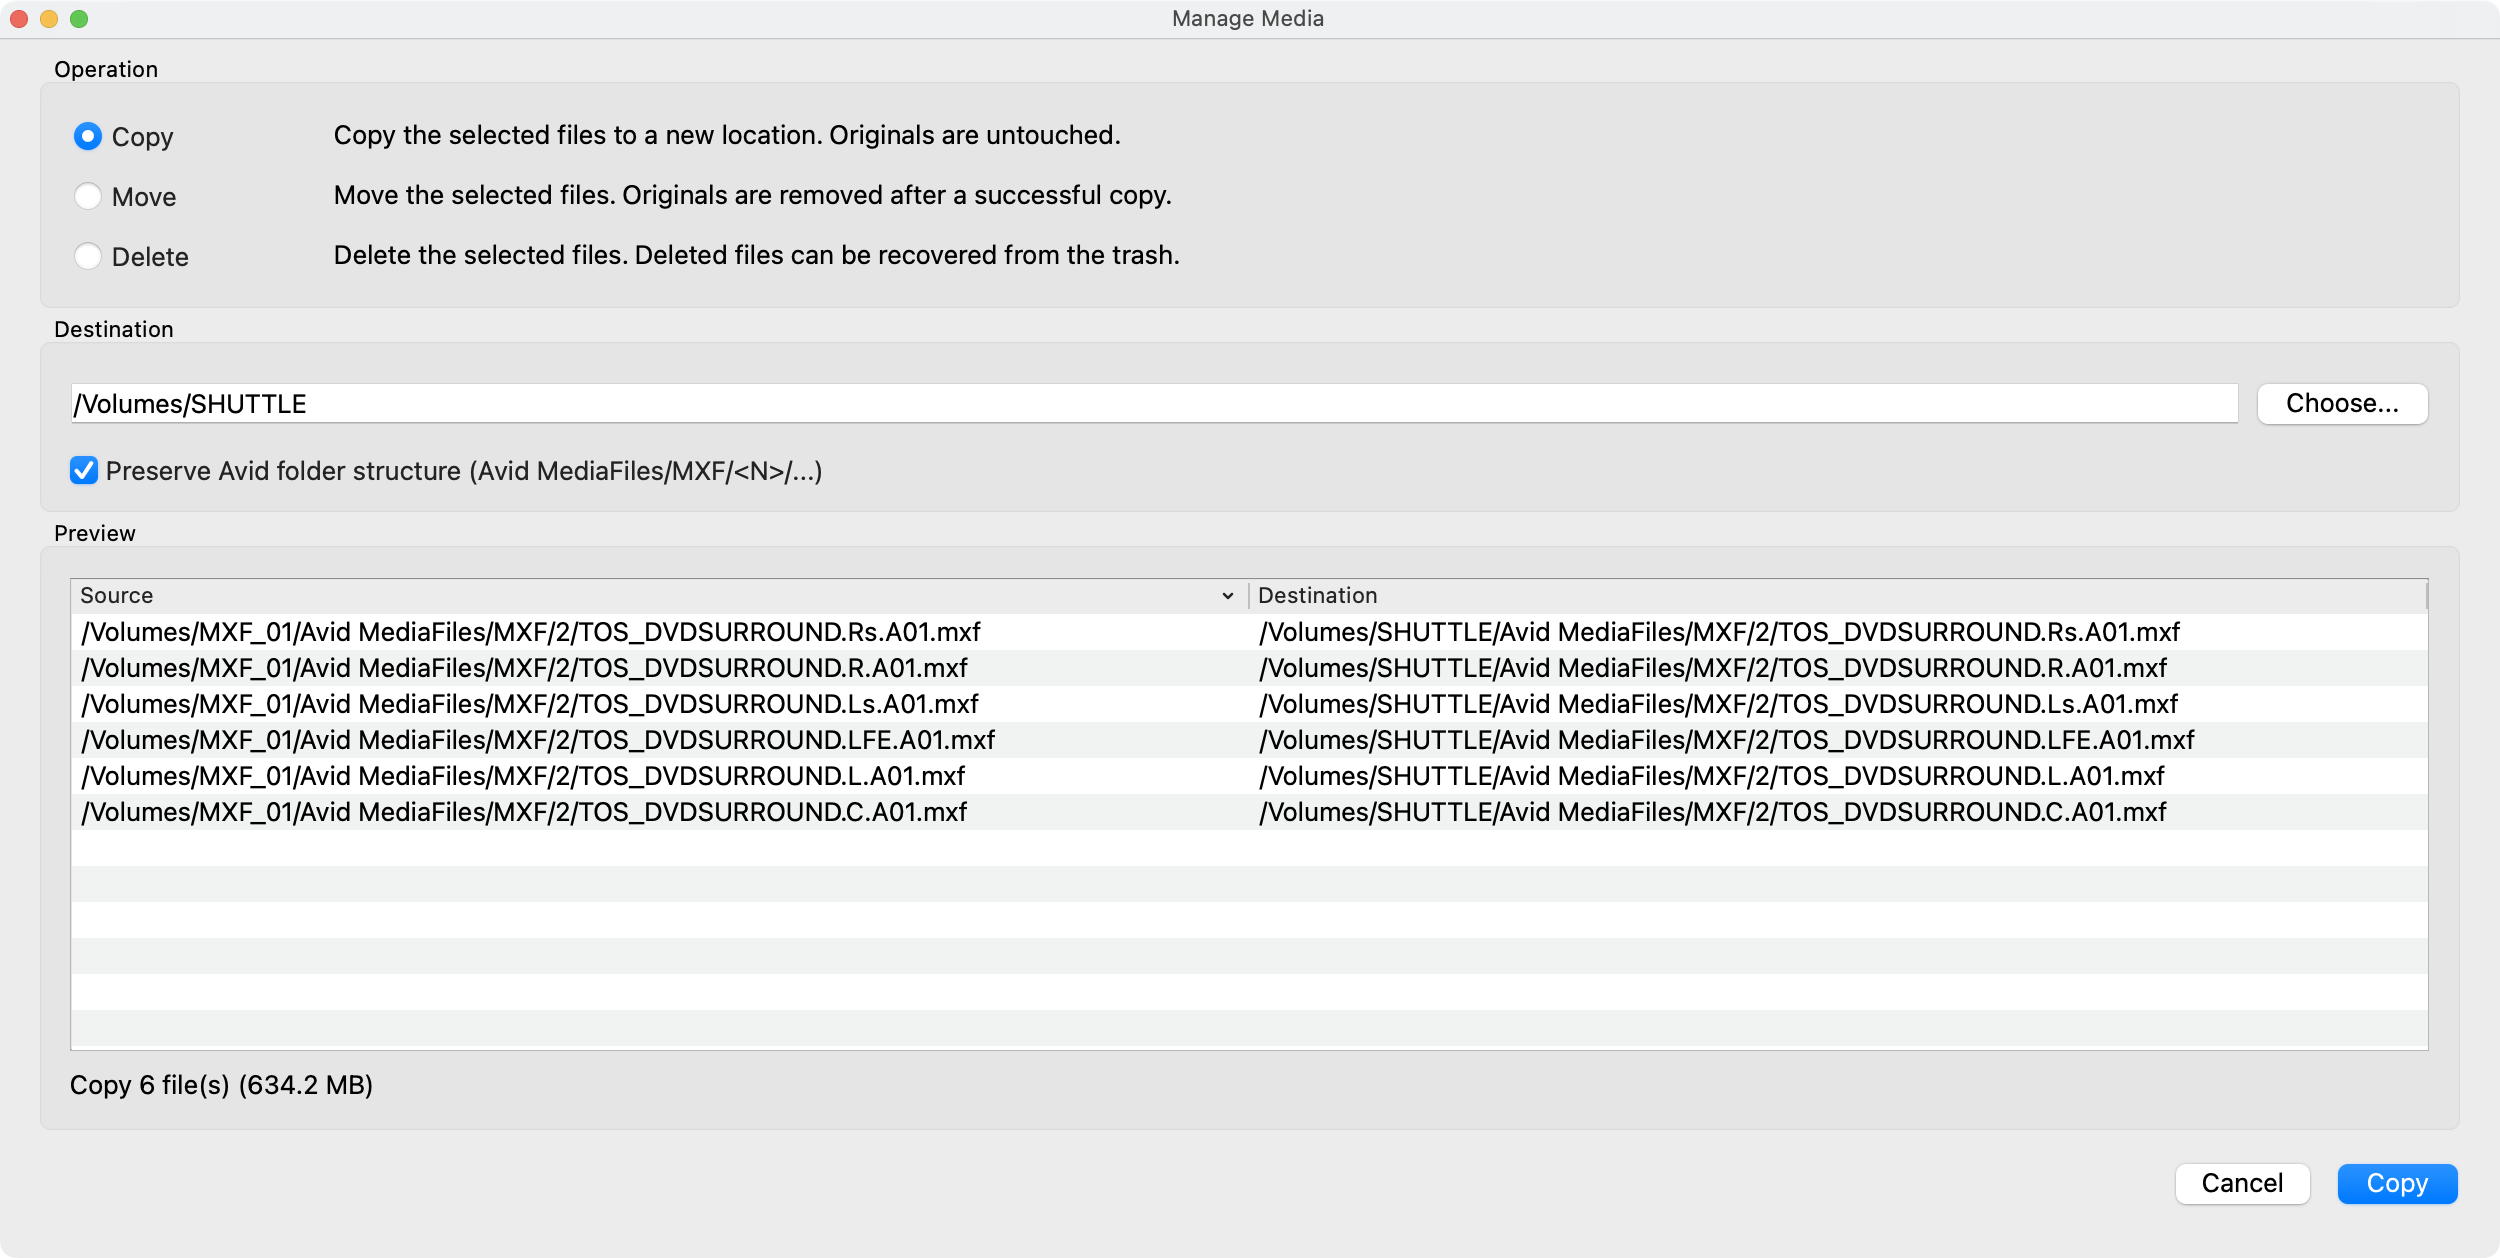 Manage Media
Operation
Copy Copy the selected files to a new location. Originals are untouched.
Move Move the selected files. Originals are removed after a successful copy.
Delete Delete the selected files. Deleted files can be recovered from the trash.
Destination
/Volumes/SHUTTLE Choose...
Preserve Avid folder structure (Avid MediaFiles/MXF/<N>/...)
Preview
Source Destination
/Volumes/MXF_01/Avid MediaFiles/MXF/2/TOS_DVDSURROUND.Rs.A01.mxf /Volumes/SHUTTLE/Avid MediaFiles/MXF/2/TOS_DVDSURROUND.Rs.A01.mxf
/Volumes/MXF_01/Avid MediaFiles/MXF/2/TOS_DVDSURROUND.R.A01.mxf /Volumes/SHUTTLE/Avid MediaFiles/MXF/2/TOS_DVDSURROUND.R.A01.mxf
/Volumes/MXF_01/Avid MediaFiles/MXF/2/TOS_DVDSURROUND.Ls.A01.mxf /Volumes/SHUTTLE/Avid MediaFiles/MXF/2/TOS_DVDSURROUND.Ls.A01.mxf
/Volumes/MXF_01/Avid MediaFiles/MXF/2/TOS_DVDSURROUND.LFE.A01.mxf /Volumes/SHUTTLE/Avid MediaFiles/MXF/2/TOS_DVDSURROUND.LFE.A01.mxf
/Volumes/MXF_01/Avid MediaFiles/MXF/2/TOS_DVDSURROUND.L.A01.mxf /Volumes/SHUTTLE/Avid MediaFiles/MXF/2/TOS_DVDSURROUND.L.A01.mxf
/Volumes/MXF_01/Avid MediaFiles/MXF/2/TOS_DVDSURROUND.C.A01.mxf /Volumes/SHUTTLE/Avid MediaFiles/MXF/2/TOS_DVDSURROUND.C.A01.mxf
Copy 6 file(s) (634.2 MB)
Cancel Copy